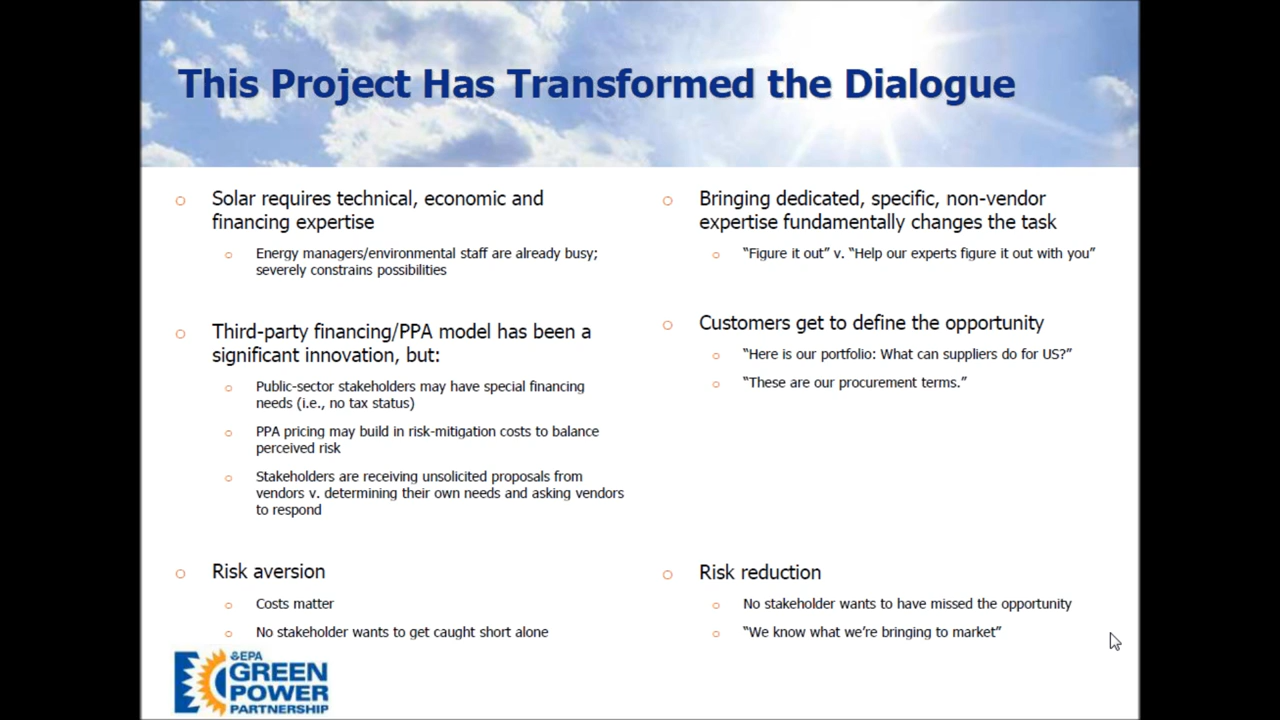 This Project Has Transformed the Dialogue
Solar requires technical, economic and
financing expertise
Energy managers/environmental staff are already busy;
severely constrains possibilities
Third-party financing/PPA model has been a
significant innovation, but:
Public-sector stakeholders may have special financing
needs (i.e., no tax status)
PPA pricing may build in risk-mitigation costs to balance
perceived risk
Stakeholders are receiving unsolicited proposals from
vendors v. determining their own needs and asking vendors
to respond
Risk aversion
Costs matter
No stakeholder wants to get caught short alone
Bringing dedicated, specific, non-vendor
expertise fundamentally changes the task
“Figure it out” v. “Help our experts figure it out with you”
Customers get to define the opportunity
“Here is our portfolio: What can suppliers do for US?”
“These are our procurement terms.”
Risk reduction
No stakeholder wants to have missed the opportunity
“We know what we’re bringing to market”
EPA
GREEN
POWER
PARTNERSHIP